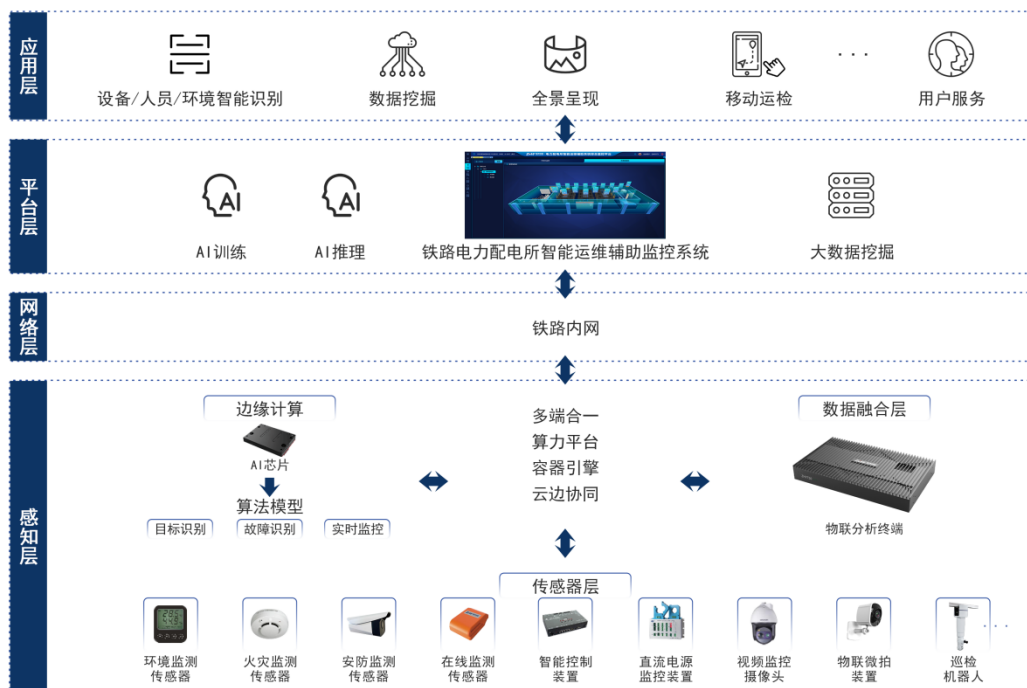 应用层
设备/人员/环境智能识别
数据挖掘
全景呈现
移动运检
...
用户服务
平台层
AI
AI训练
AI
AI推理
铁路电力配电所智能运维辅助监控系统
大数据挖掘
网络层
铁路内网
感知层
边缘计算
AI芯片
算法模型
目标识别
故障识别
实时监控
多端合一
算力平台
容器引擎
云边协同
数据融合层
物联分析终端
传感器层
环境监测
传感器
火灾监测
传感器
安防监测
传感器
在线监测
传感器
智能控制
装置
直流电源
监控装置
视频监控
摄像头
物联微拍
装置
巡检
机器人
...